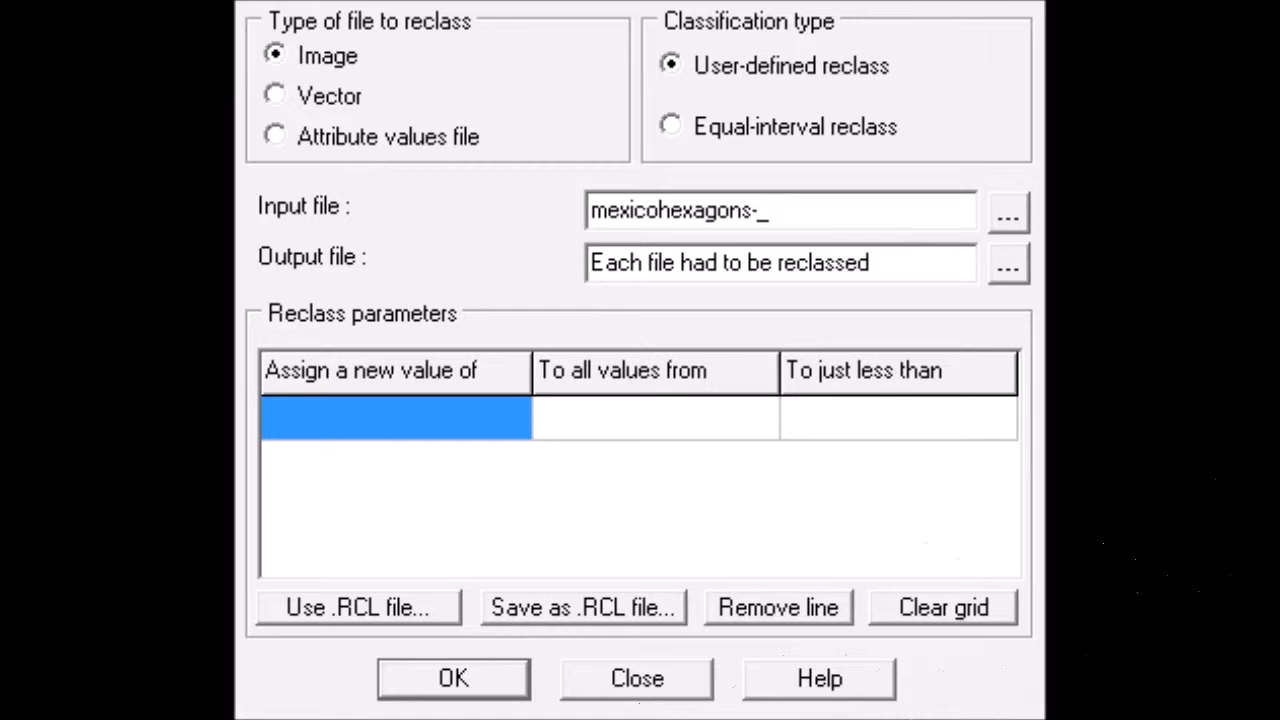 Type of file to reclass
Classification type
Image
User-defined reclass
Vector
Equal-interval reclass
Attribute values file
Input file :
mexicohexagons-_
...
Output file :
Each file had to be reclassed
...
Reclass parameters
Assign a new value of
To all values from
To just less than
Use .RCL file...
Save as .RCL file...
Remove line
Clear grid
OK
Close
Help